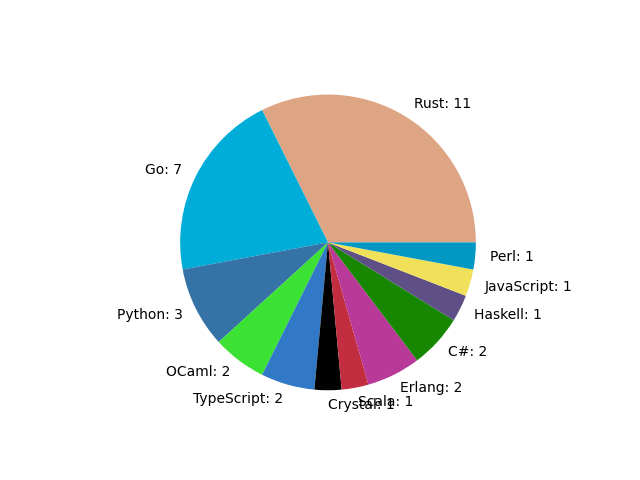 Rust: 11
Go: 7
Perl: 1
JavaScript: 1
Python: 3
Haskell: 1
C#: 2
OCaml: 2
Erlang: 2
TypeScript: 2
Crystal: 1
Scala: 1